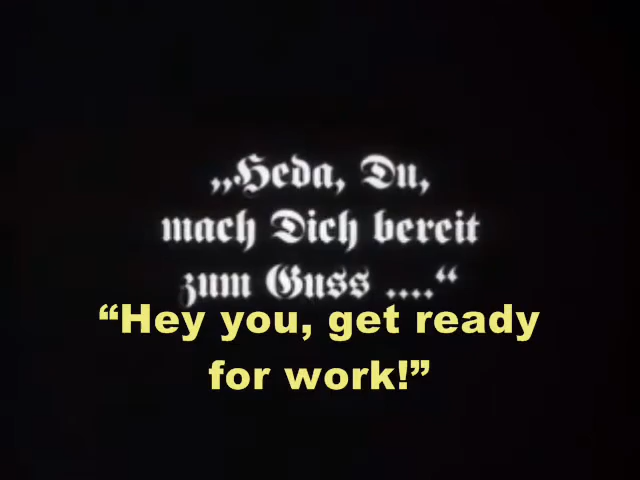 „Heda, Du,
mach Dich bereit
zum Guss ....“
“Hey you, get ready
for work!”